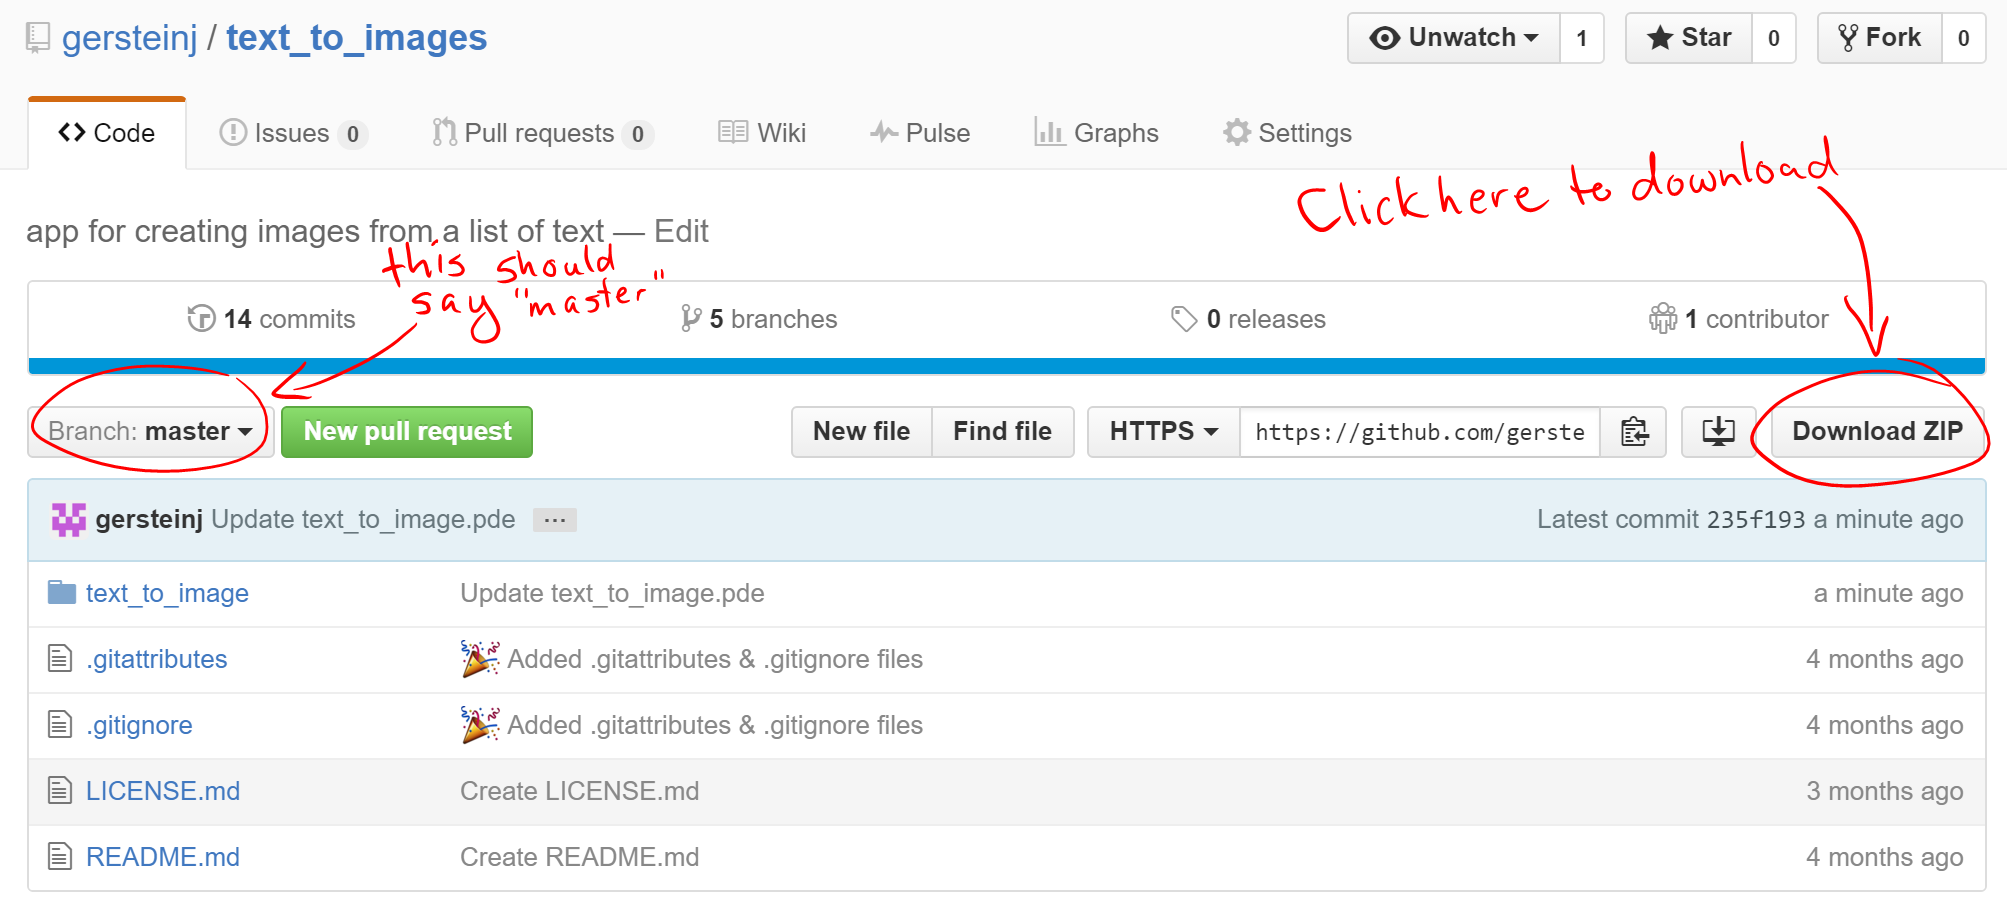 gersteinj / text_to_images
Unwatch 1 Star 0 Fork 0
Code Issues 0 Pull requests 0 Wiki Pulse Graphs Settings
Click here to download
app for creating images from a list of text — Edit
this should
say "master"
14 commits 5 branches 0 releases 1 contributor
Branch: master New pull request New file Find file HTTPS https://github.com/gerste Download ZIP
gersteinj Update text_to_image.pde ... Latest commit 235f193 a minute ago
text_to_image Update text_to_image.pde a minute ago
.gitattributes Added .gitattributes & .gitignore files 4 months ago
.gitignore Added .gitattributes & .gitignore files 4 months ago
LICENSE.md Create LICENSE.md 3 months ago
README.md Create README.md 4 months ago